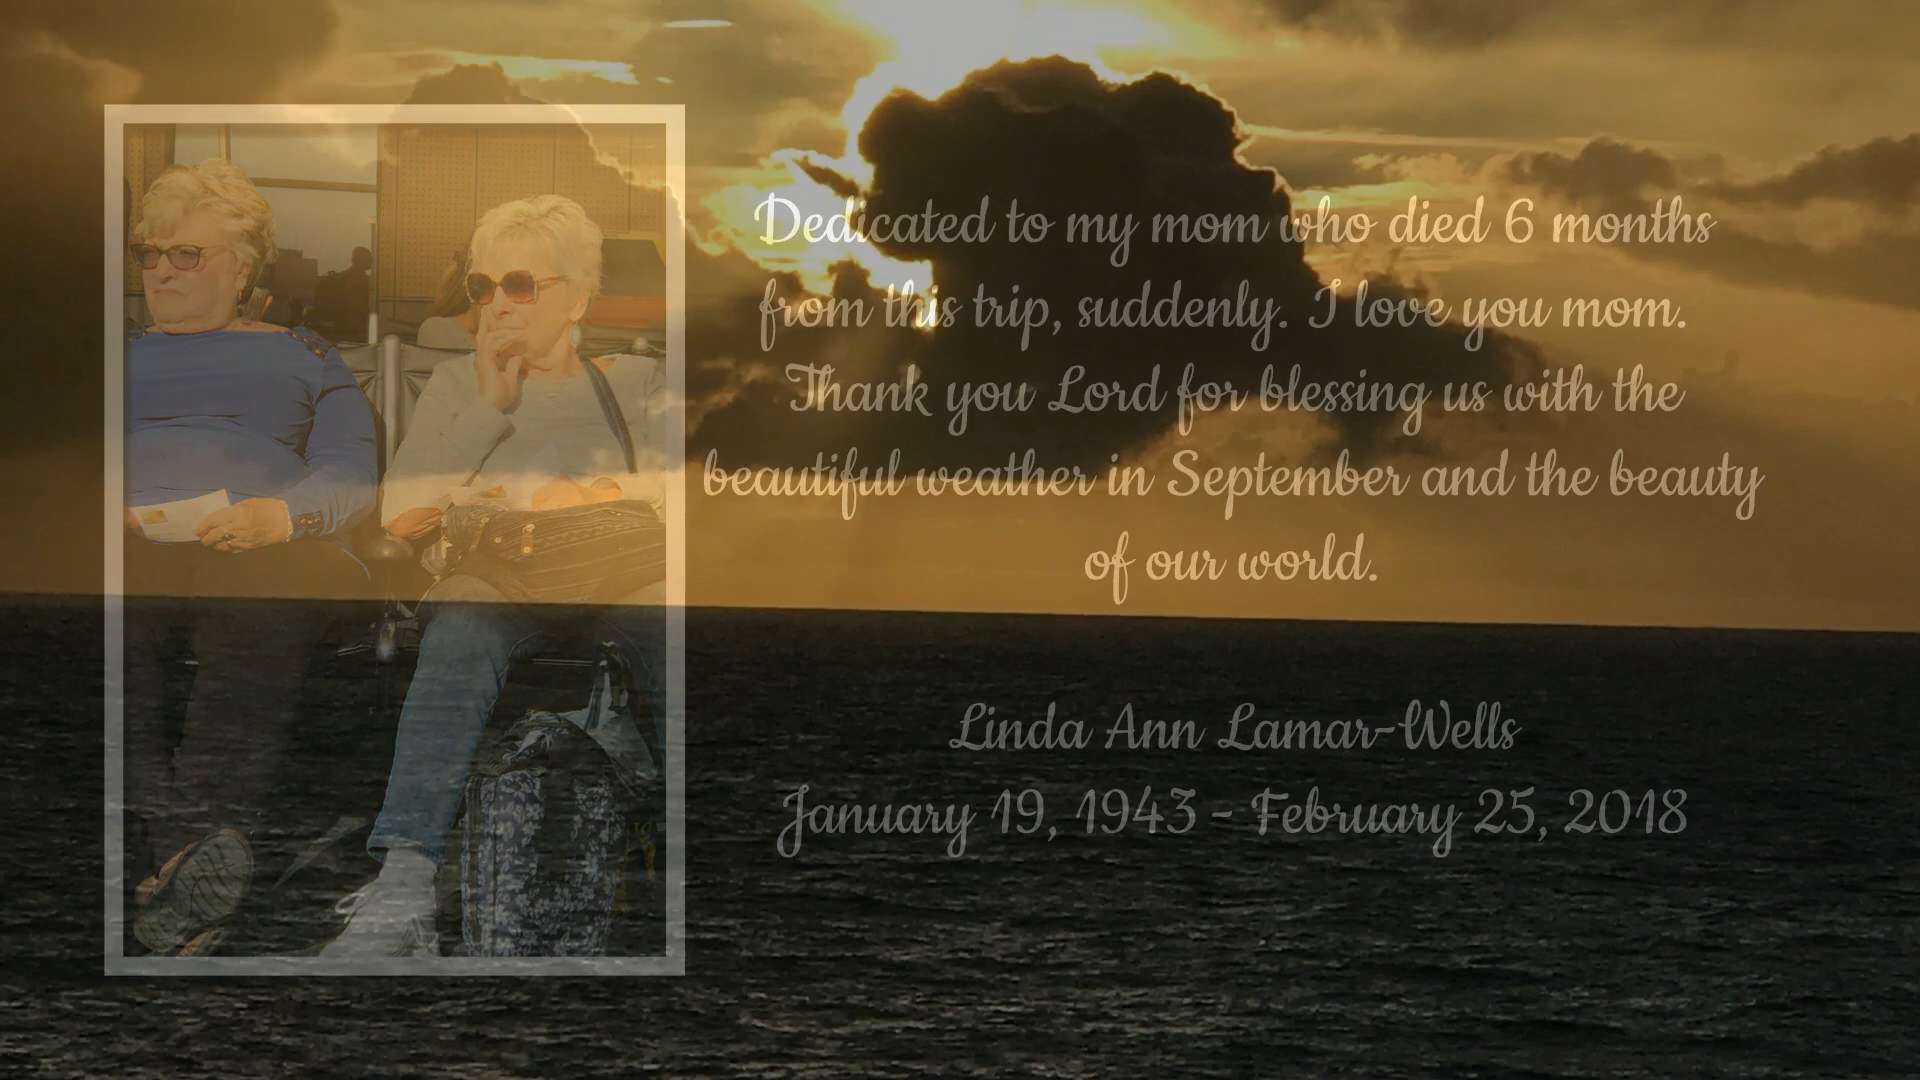 Dedicated to my mom who died 6 months
from this trip, suddenly. I love you mom.
Thank you Lord for blessing us with the
beautiful weather in September and the beauty
of our world.
Linda Ann Lamar-Wells
January 19, 1943 - February 25, 2018